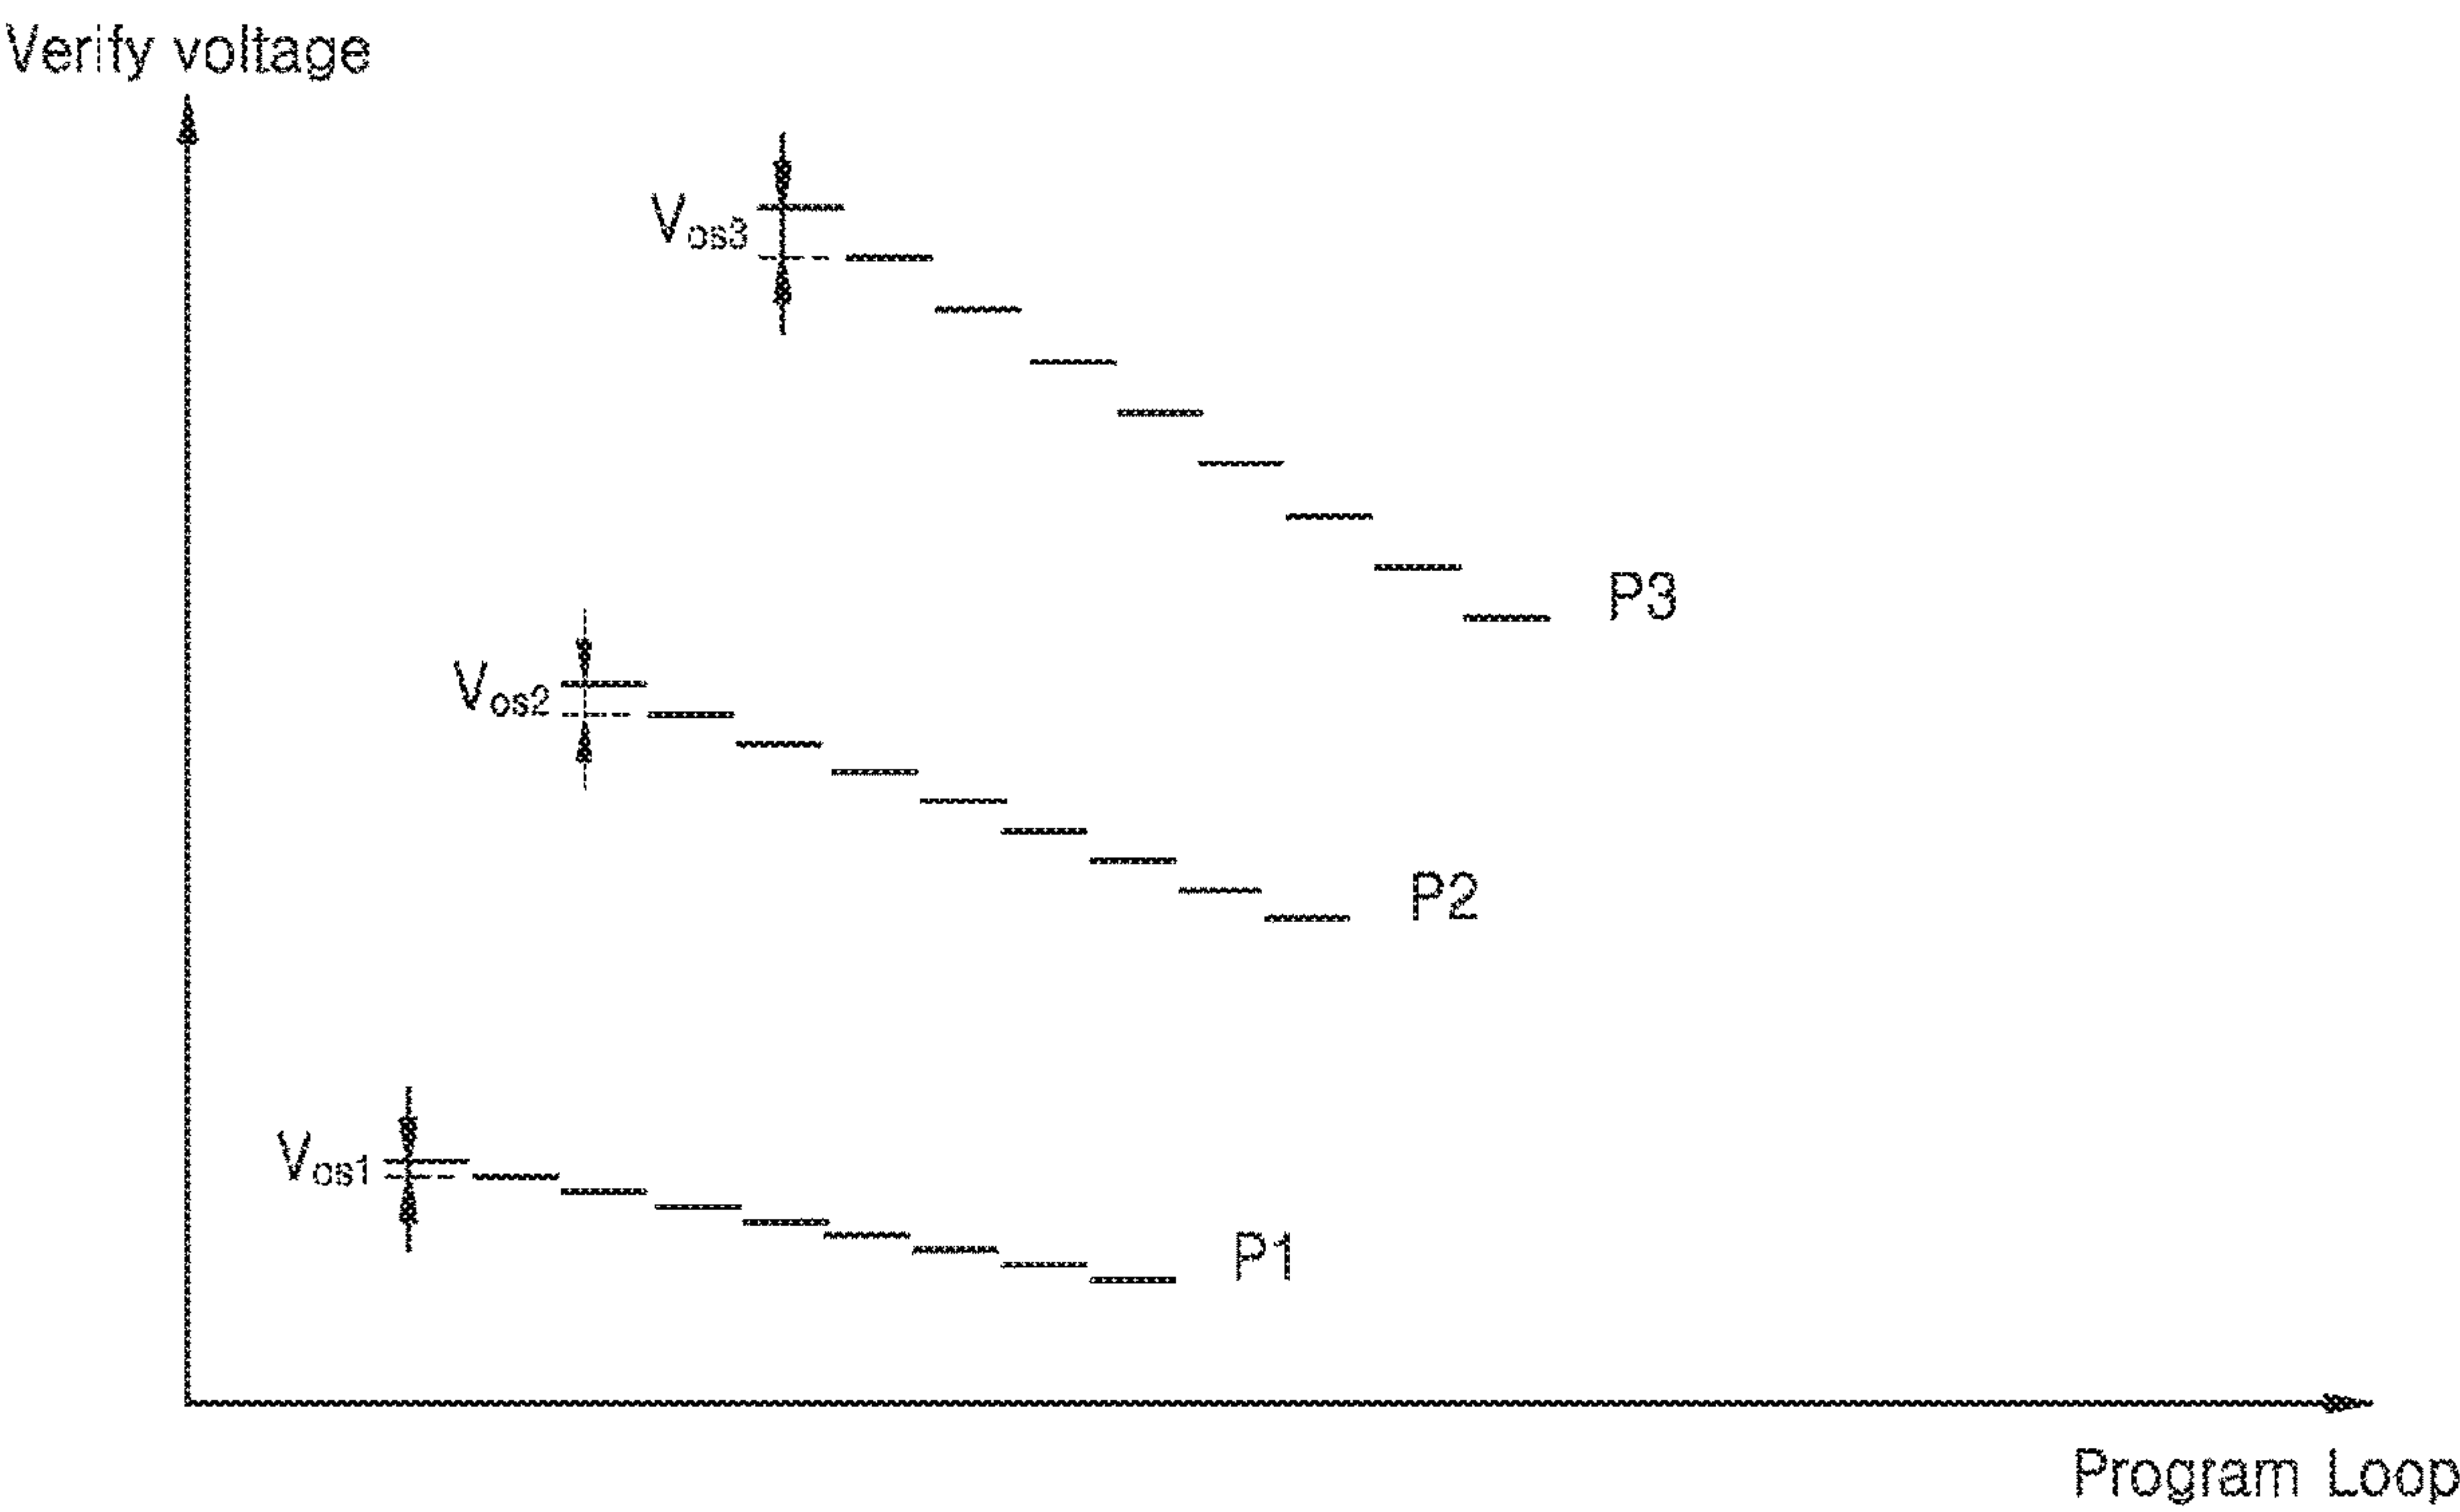 Verify voltage
Vos3
P3
Vos2
P2
Vos1
P1
Program Loop